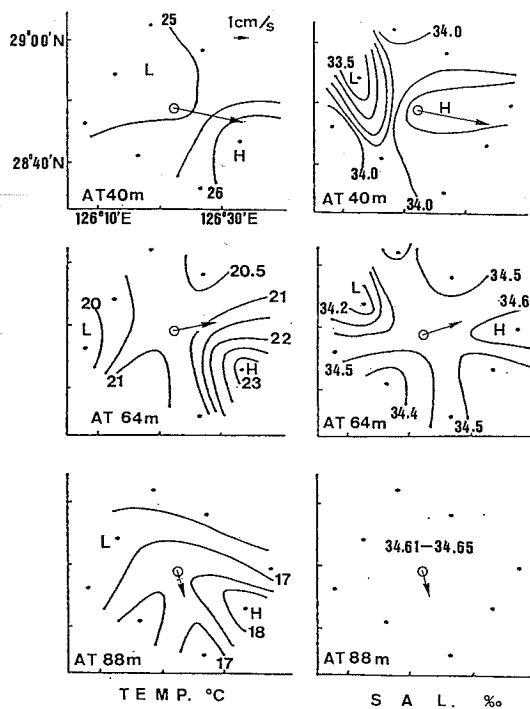 25
1cm/s
29°00'N
L
H
28°40'N
26
AT 40m
126°10'E
126°30'E
34.0
33.5
L
H
34.0
AT 40m
34.0
20.5
20
21
L
22
21
H
23
AT 64m
34.5
34.2
L
34.6
H
34.5
34.4
AT 64m
34.5
L
17
H
18
AT 88m
17
34.61—34.65
AT 88m
TEMP. °C
SAL. ‰